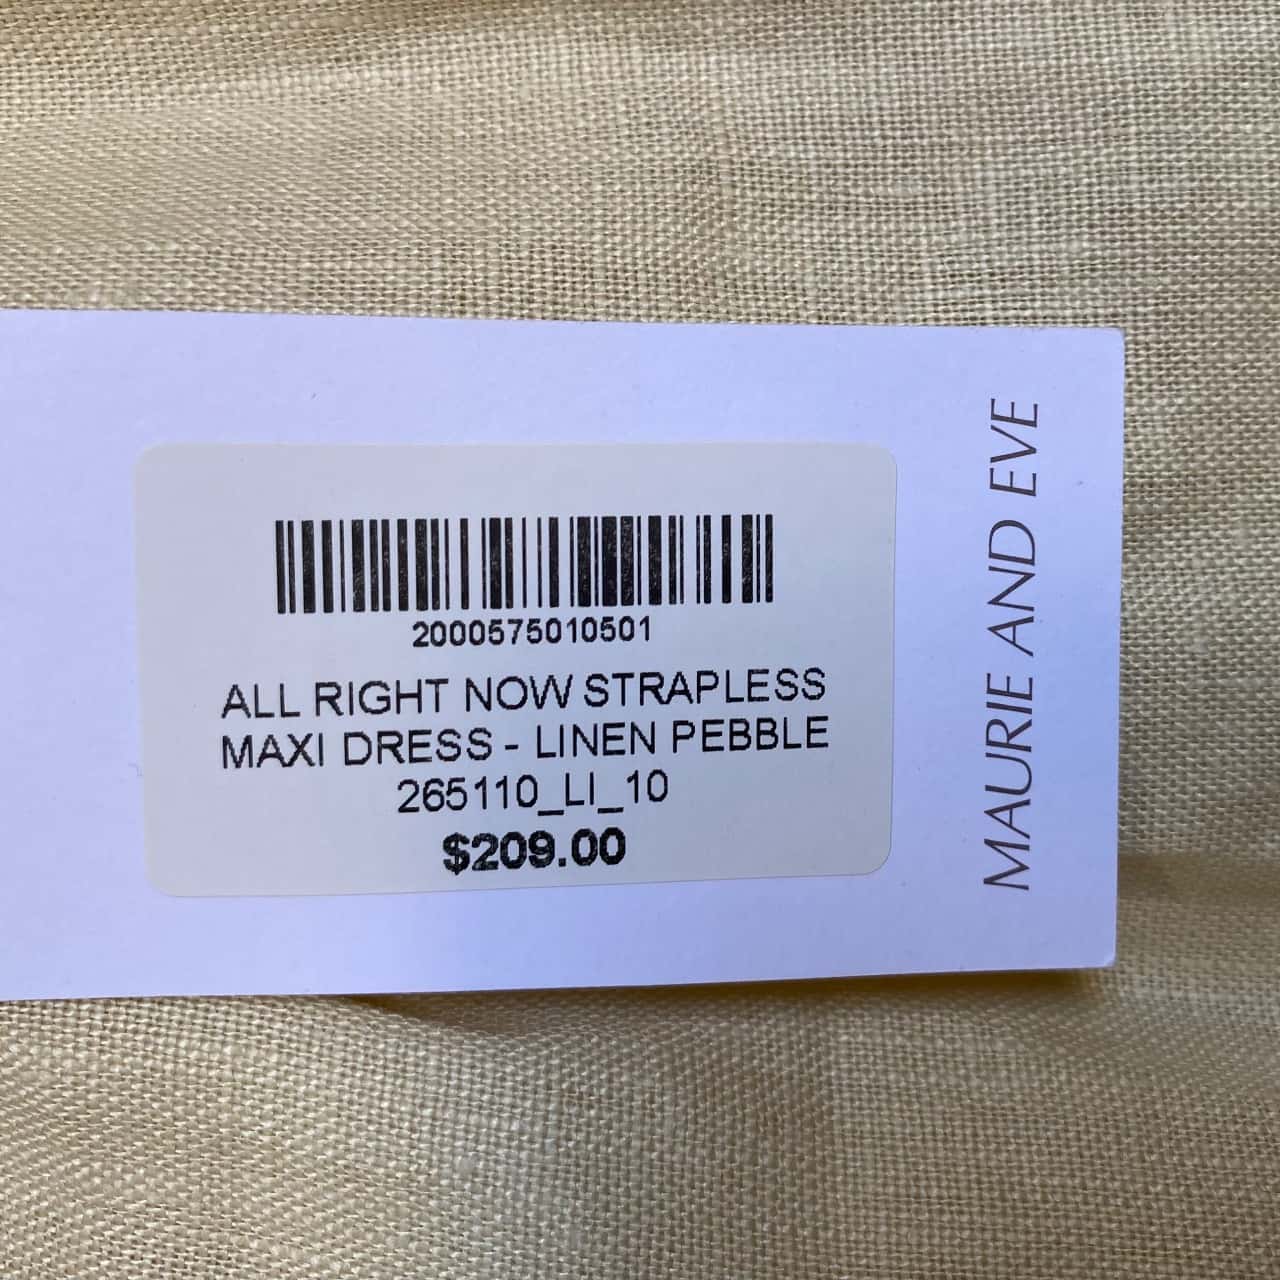 2000575010501
ALL RIGHT NOW STRAPLESS
MAXI DRESS - LINEN PEBBLE
265110_LI_10
$209.00
MAURIE AND EVE